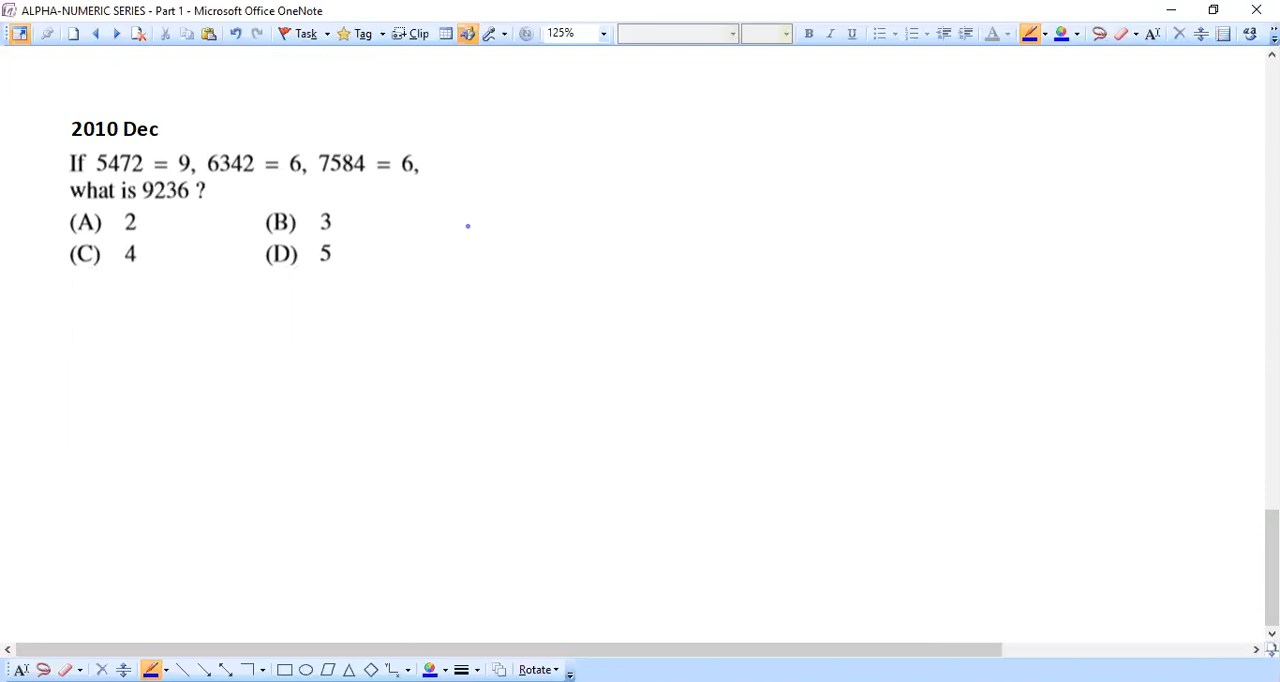 ALPHA-NUMERIC SERIES - Part 1 - Microsoft Office OneNote
Task Tag Clip 125% B I U A
2010 Dec
If 5472 = 9, 6342 = 6, 7584 = 6,
what is 9236 ?
(A) 2 (B) 3
(C) 4 (D) 5
Rotate